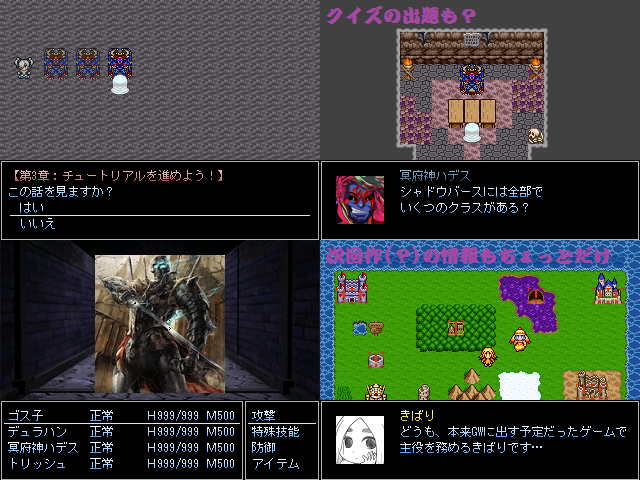 クイズの出題も?
【第3章:チュートリアルを進めよう!】
この話を見ますか?
はい
いいえ
冥府神ハデス
シャドウバースには全部で
いくつのクラスがある?
次回作(?)の情報もちょっとだけ
ゴス子 正常 H999/999 M500
デュラハン 正常 H999/999 M500
冥府神ハデス 正常 H999/999 M500
トリッシュ 正常 H999/999 M500
攻撃
特殊技能
防御
アイテム
きばり
どうも、本来GWに出す予定だったゲームで
主役を務めるきばりです…